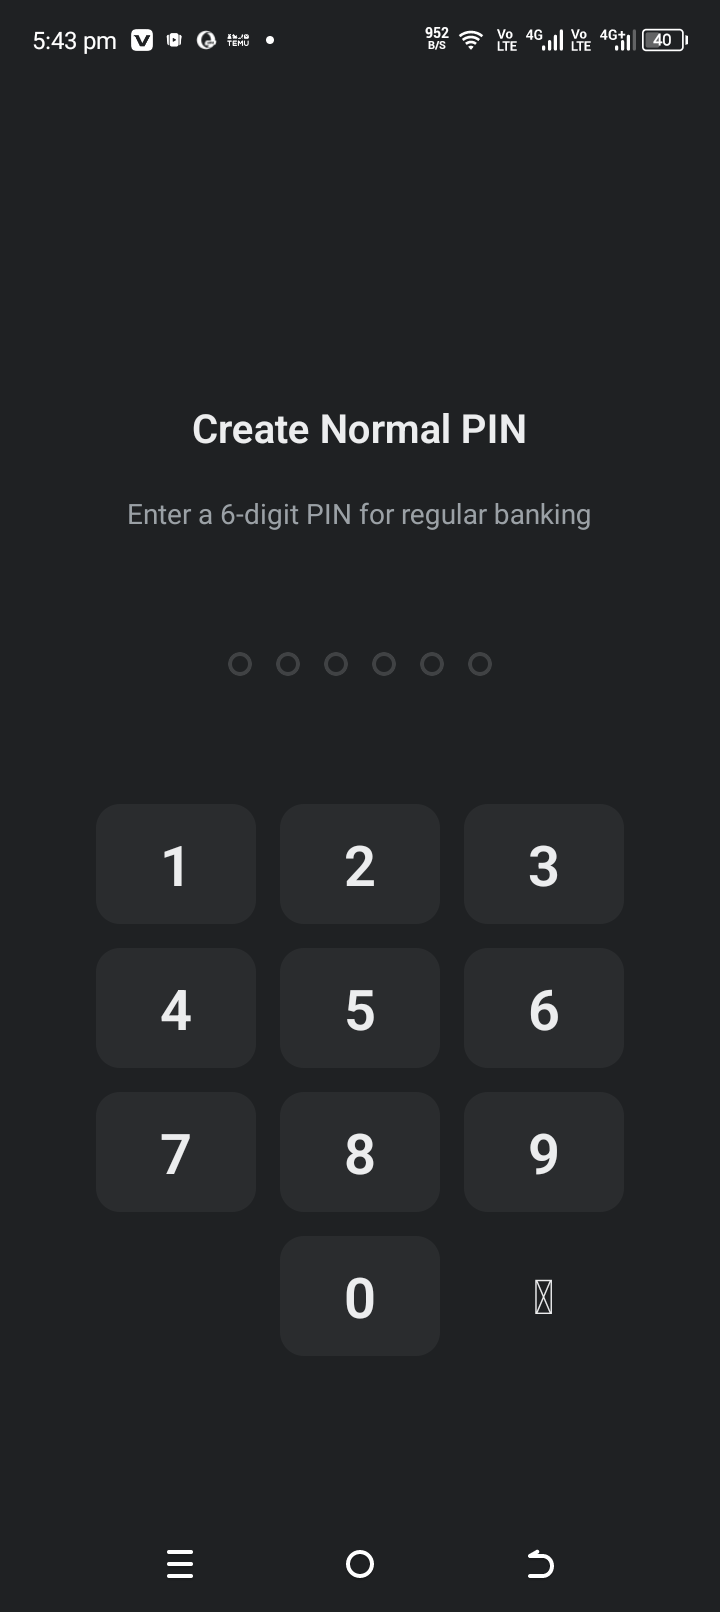 5:43 pm TEMU 952 B/S Vo LTE 4G Vo LTE 4G+ 40
Create Normal PIN
Enter a 6-digit PIN for regular banking
1 2 3
4 5 6
7 8 9
0